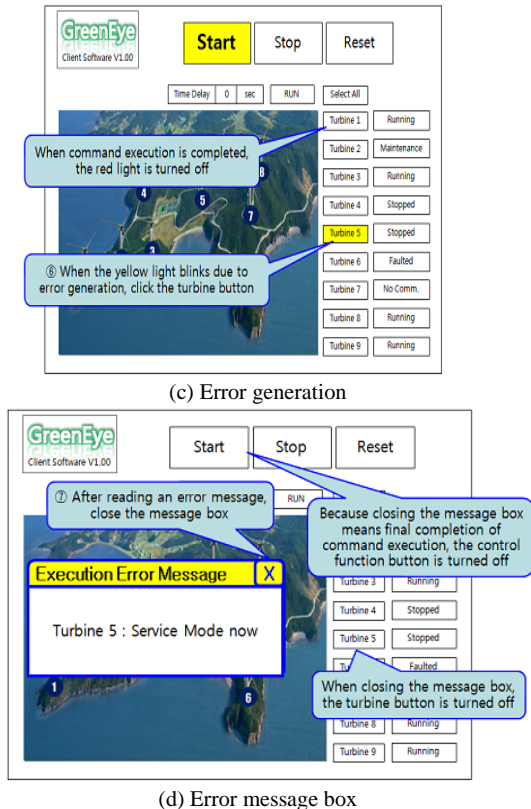 GreenEye
Client Software V1.00
Start
Stop
Reset
Time Delay 0 sec RUN Select All
Turbine 1 Running
When command execution is completed,
the red light is turned off
Turbine 2 Maintenance
8
Turbine 3 Running
4
5
7
Turbine 4 Stopped
3
Turbine 5 Stopped
⑥ When the yellow light blinks due to
error generation, click the turbine button
Turbine 6 Faulted
Turbine 7 No Comm.
Turbine 8 Running
Turbine 9 Running
(c) Error generation
GreenEye
Client Software V1.00
Start
Stop
Reset
⑦ After reading an error message,
close the message box
RUN
Because closing the message box
means final completion of
command execution, the control
function button is turned off
Execution Error Message X
Turbine 5 : Service Mode now
Turbine 3 Running
Turbine 4 Stopped
Turbine 5 Stopped
Faulted
1
6
When closing the message box,
the turbine button is turned off
Turbine 8 Running
Turbine 9 Running
(d) Error message box